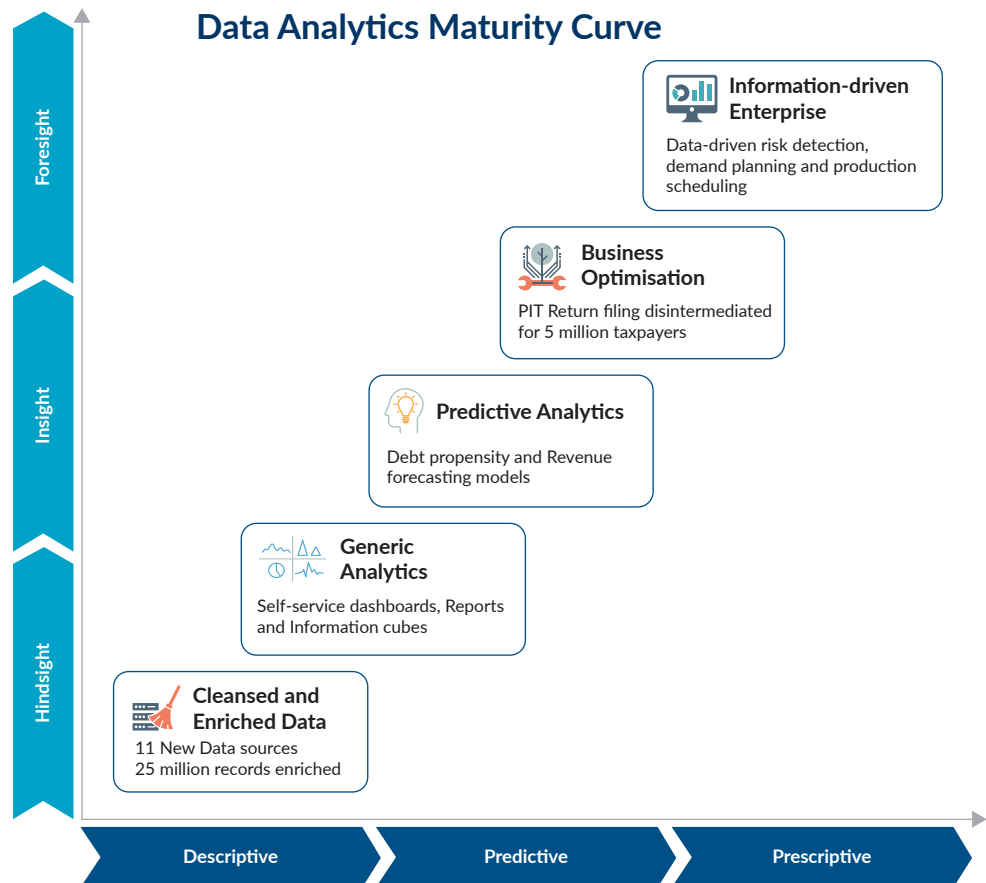 Data Analytics Maturity Curve
Foresight
Information-driven
Enterprise
Data-driven risk detection,
demand planning and production
scheduling
Business
Optimisation
PIT Return filing disintermediated
for 5 million taxpayers
Insight
Predictive Analytics
Debt propensity and Revenue
forecasting models
Generic
Analytics
Self-service dashboards, Reports
and Information cubes
Hindsight
Cleansed and
Enriched Data
11 New Data sources
25 million records enriched
Descriptive
Predictive
Prescriptive